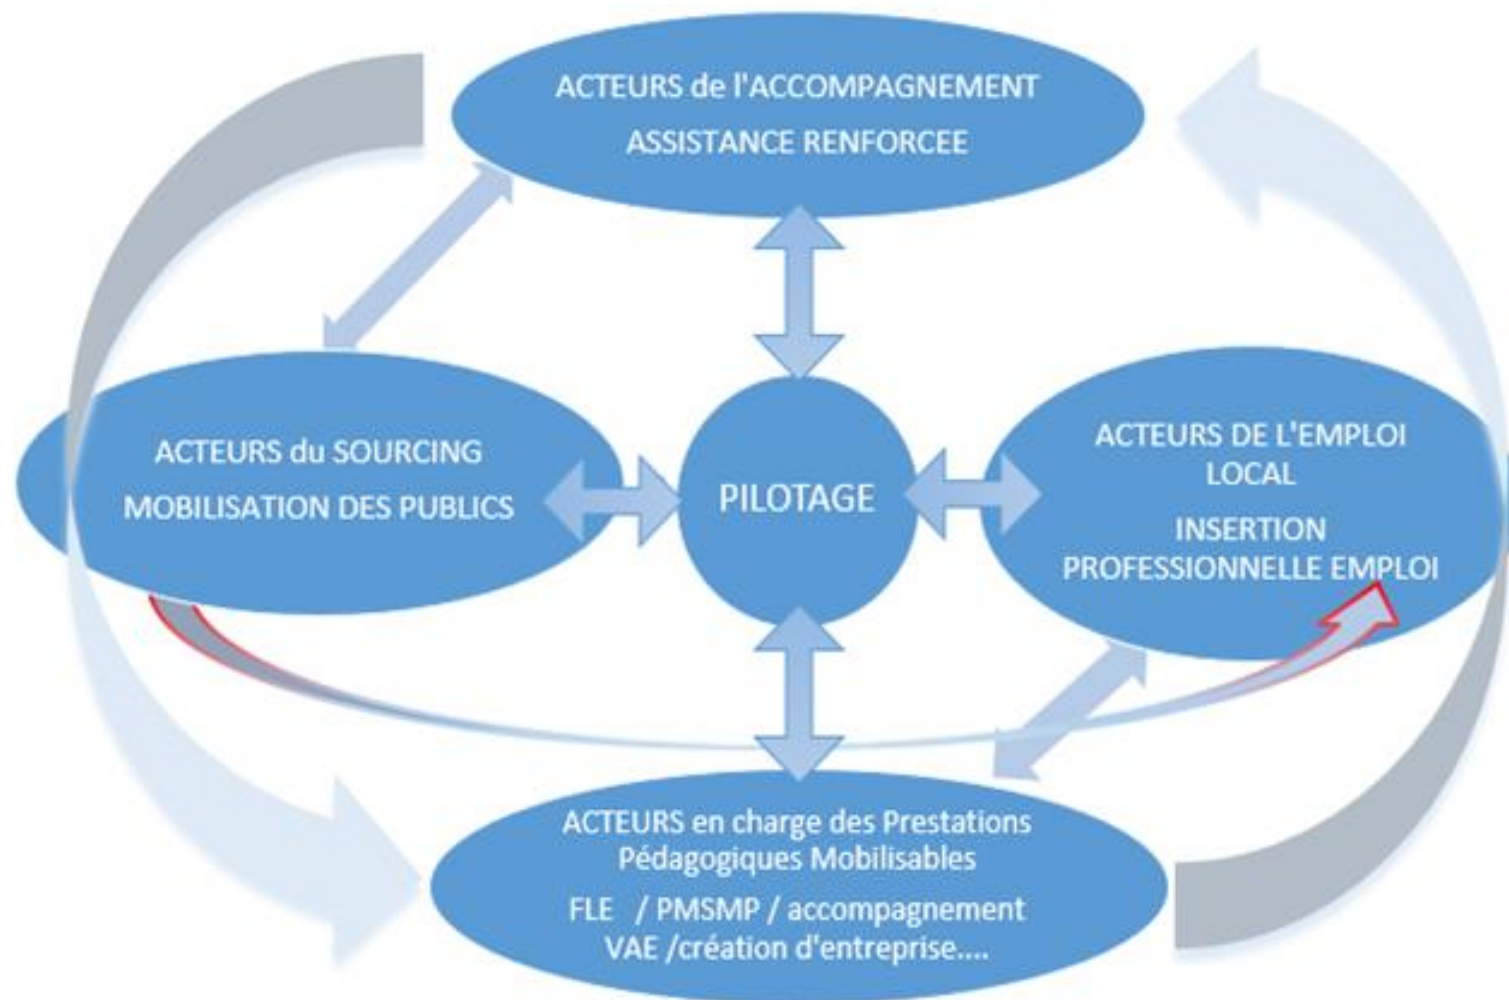 ACTEURS de l'ACCOMPAGNEMENT
ASSISTANCE RENFORCEE
ACTEURS du SOURCING
MOBILISATION DES PUBLICS
PILOTAGE
ACTEURS DE L'EMPLOI
LOCAL
INSERTION
PROFESSIONNELLE EMPLOI
ACTEURS en charge des Prestations
Pédagogiques Mobilisables
FLE / PMSMP / accompagnement
VAE /création d'entreprise....